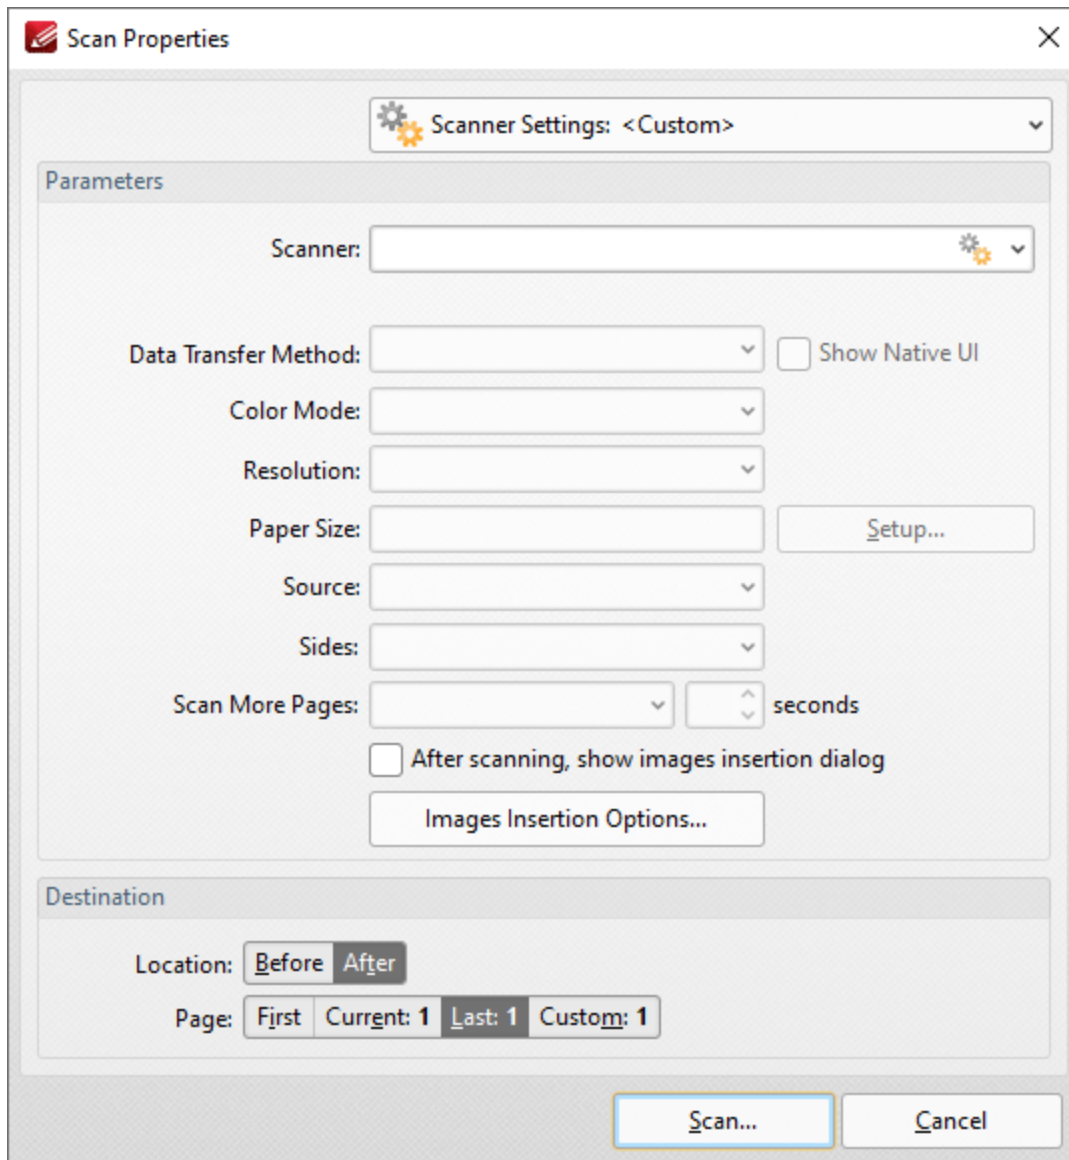 Scan Properties
Scanner Settings: <Custom>
Parameters
Scanner:
Data Transfer Method:
Show Native UI
Color Mode:
Resolution:
Paper Size:
Setup...
Source:
Sides:
Scan More Pages:
seconds
After scanning, show images insertion dialog
Images Insertion Options...
Destination
Location: Before After
Page: First Current: 1 Last: 1 Custom: 1
Scan... Cancel